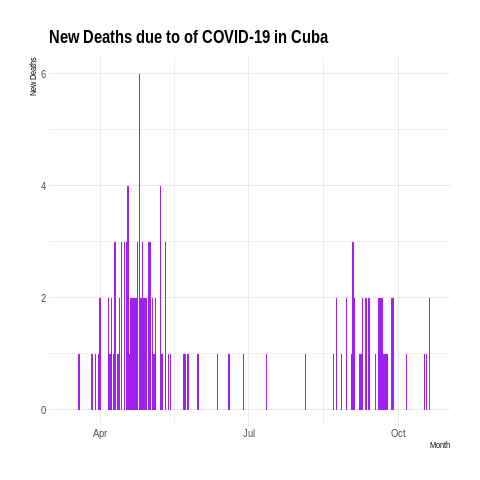 New Deaths due to of COVID-19 in Cuba
New Deaths
6
4
2
0
Apr
Jul
Oct
Month